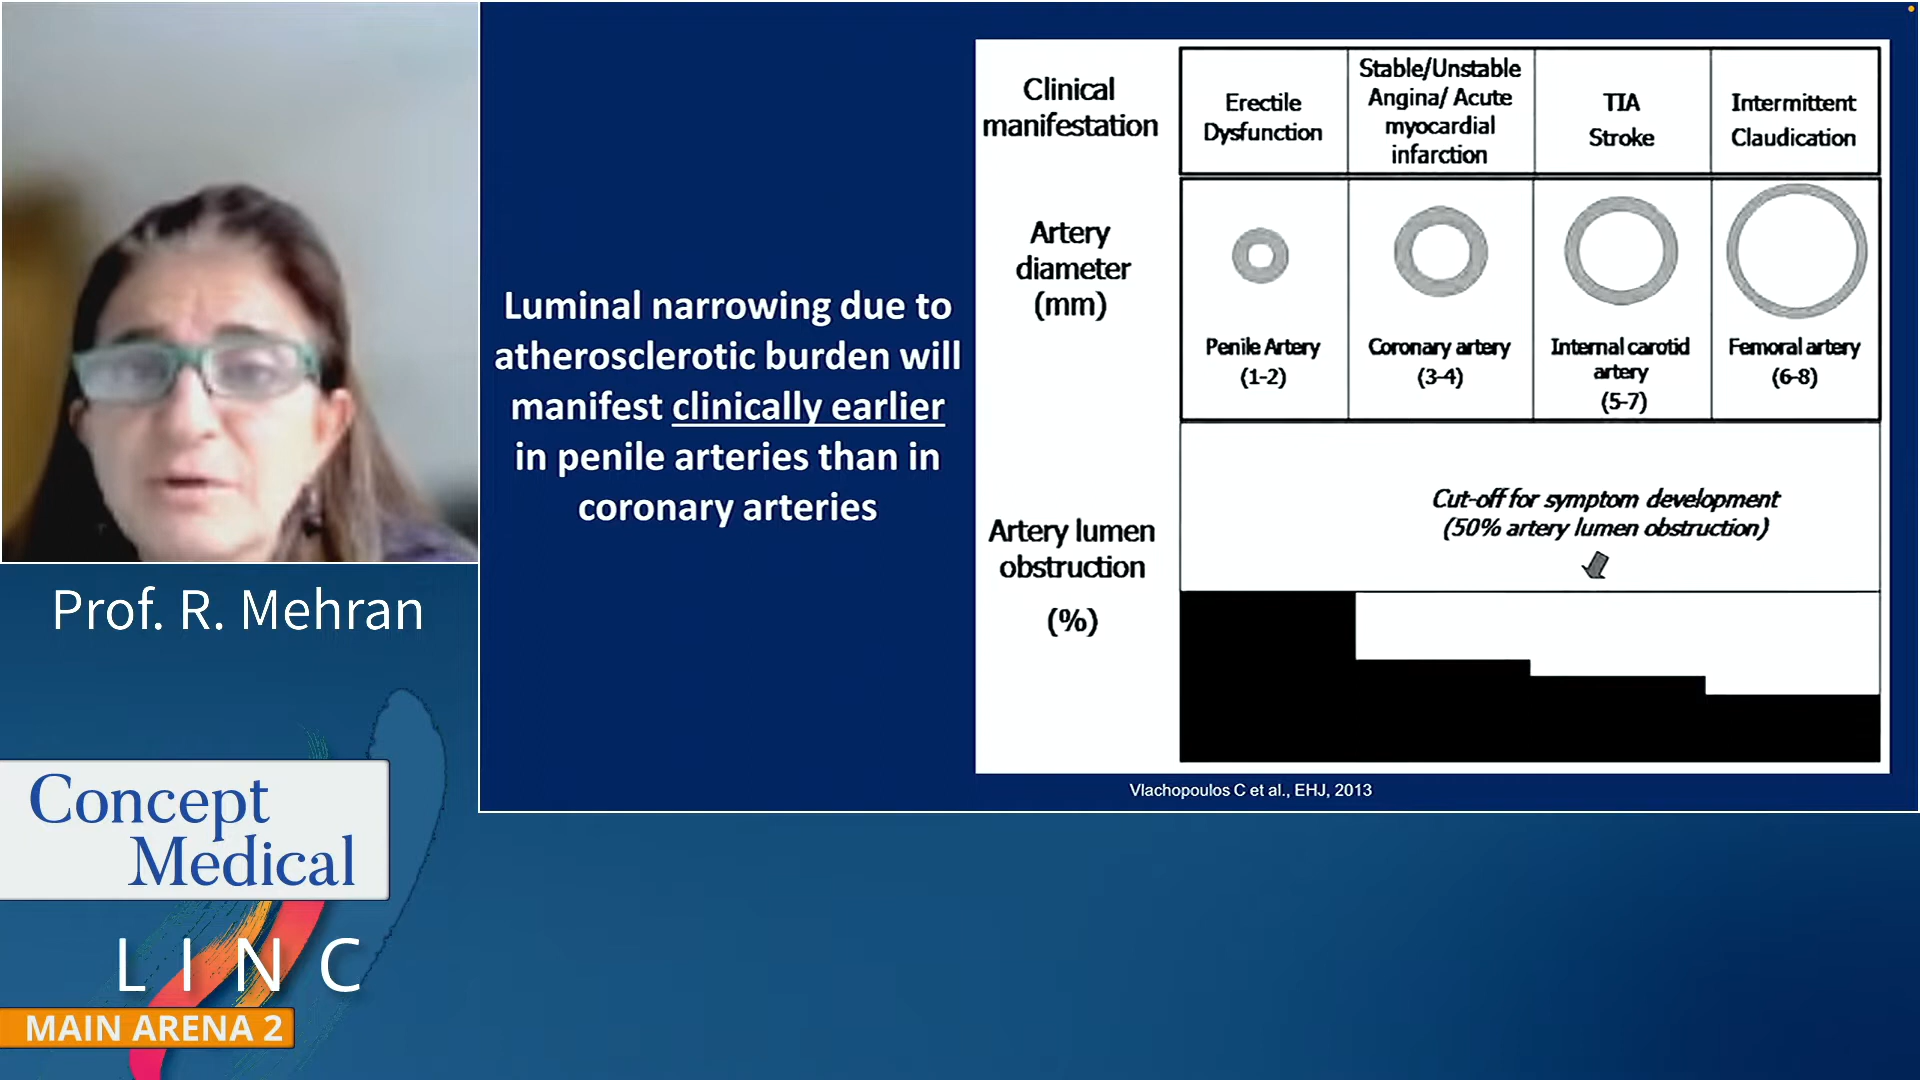 Prof. R. Mehran
Concept
Medical
LINC
MAIN ARENA 2
Luminal narrowing due to
atherosclerotic burden will
manifest clinically earlier
in penile arteries than in
coronary arteries
Clinical
manifestation
Erectile
Dysfunction
Stable/Unstable
Angina/ Acute
myocardial
infarction
TIA
Stroke
Intermittent
Claudication
Artery
diameter
(mm)
Penile Artery
(1-2)
Coronary artery
(3-4)
Internal carotid
artery
(5-7)
Femoral artery
(6-8)
Artery lumen
obstruction
(%)
Cut-off for symptom development
(50% artery lumen obstruction)
Vlachopoulos C et al., EHJ, 2013